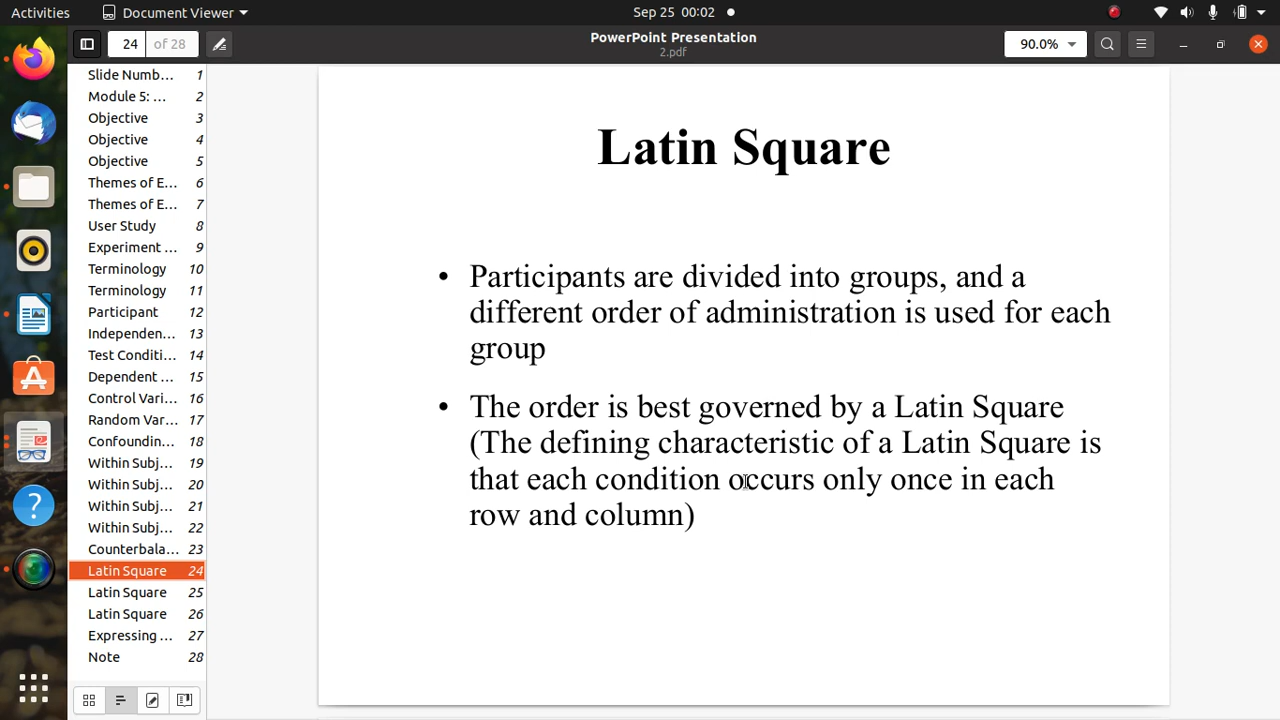 Activities Document Viewer Sep 25 00:02
24 of 28 PowerPoint Presentation 90.0%
2.pdf
Slide Numb... 1
Module 5: ... 2
Objective 3
Objective 4
Objective 5
Themes of E... 6
Themes of E... 7
User Study 8
Experiment ... 9
Terminology 10
Terminology 11
Participant 12
Independen... 13
Test Conditi... 14
Dependent ... 15
Control Vari... 16
Random Var... 17
Confoundin... 18
Within Subj... 19
Within Subj... 20
Within Subj... 21
Within Subj... 22
Counterbala... 23
Latin Square 24
Latin Square 25
Latin Square 26
Expressing ... 27
Note 28
Latin Square
• Participants are divided into groups, and a
different order of administration is used for each
group
• The order is best governed by a Latin Square
(The defining characteristic of a Latin Square is
that each condition occurs only once in each
row and column)